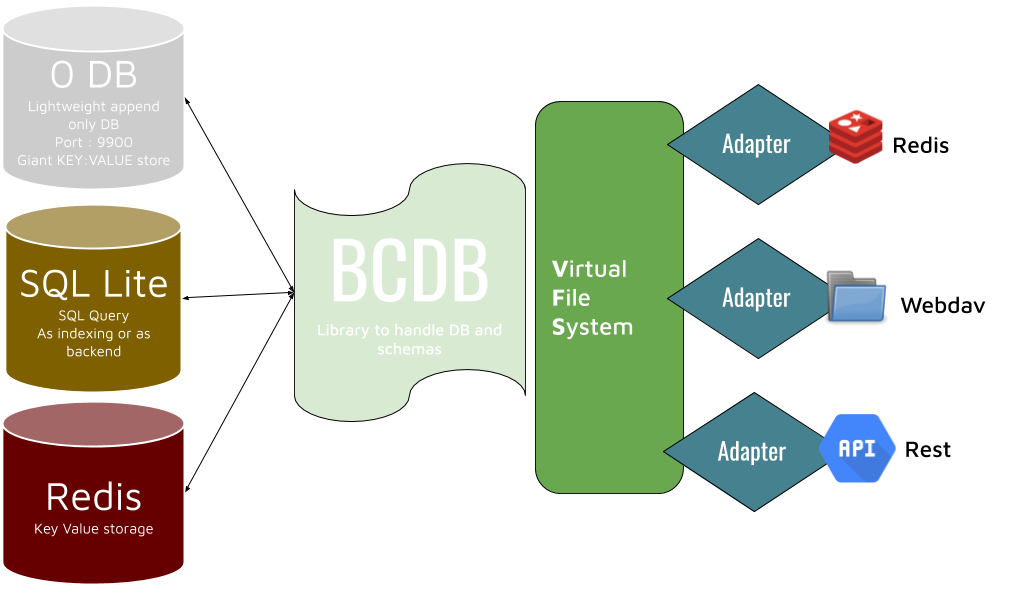 0 DB
Lightweight append
only DB
Port : 9900
Giant KEY:VALUE store
SQL Lite
SQL Query
As indexing or as
backend
Redis
Key Value storage
BCDB
Library to handle DB and
schemas
Virtual
File
System
Adapter
Redis
Adapter
Webdav
Adapter
API
Rest